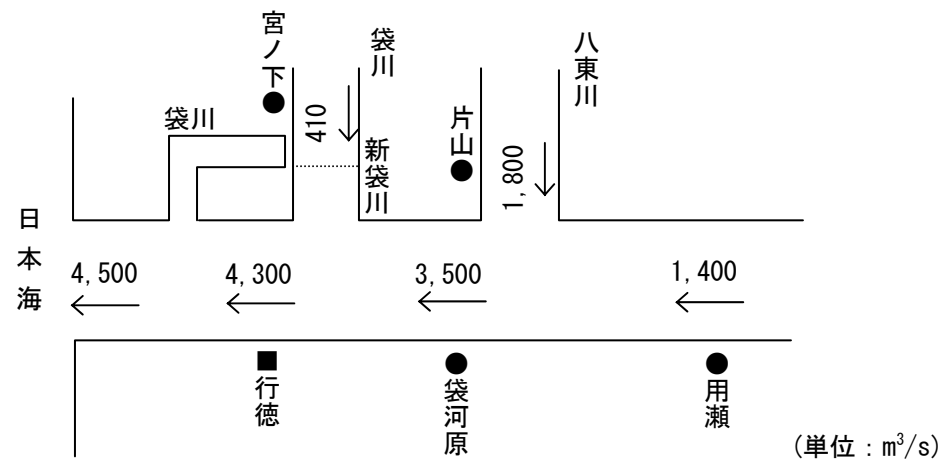 宮ノ下
袋川
八東川
袋川
410
新袋川
片山
1,800
日本海
4,500
4,300
3,500
1,400
行徳
袋河原
用瀬
(単位:m³/s)